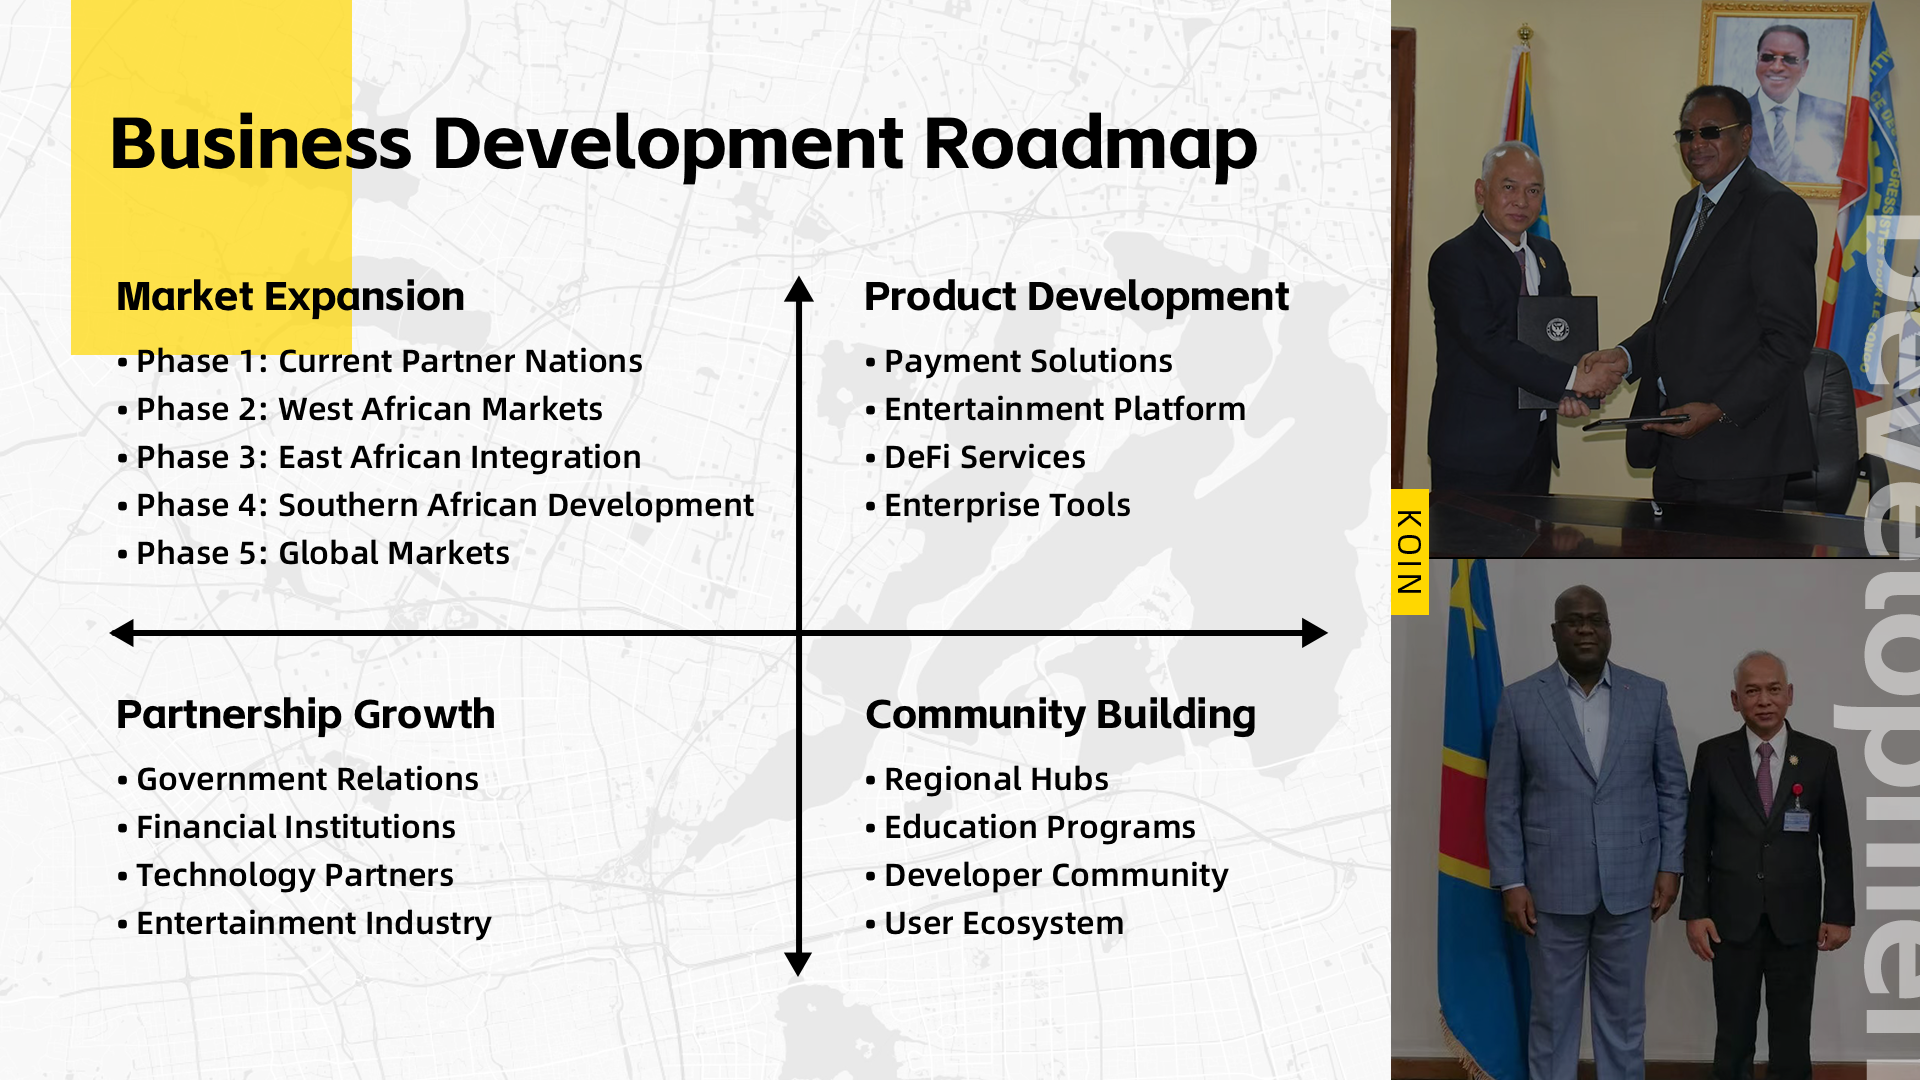 Business Development Roadmap
Market Expansion
• Phase 1: Current Partner Nations
• Phase 2: West African Markets
• Phase 3: East African Integration
• Phase 4: Southern African Development
• Phase 5: Global Markets
Product Development
• Payment Solutions
• Entertainment Platform
• DeFi Services
• Enterprise Tools
Partnership Growth
• Government Relations
• Financial Institutions
• Technology Partners
• Entertainment Industry
Community Building
• Regional Hubs
• Education Programs
• Developer Community
• User Ecosystem
KOIN